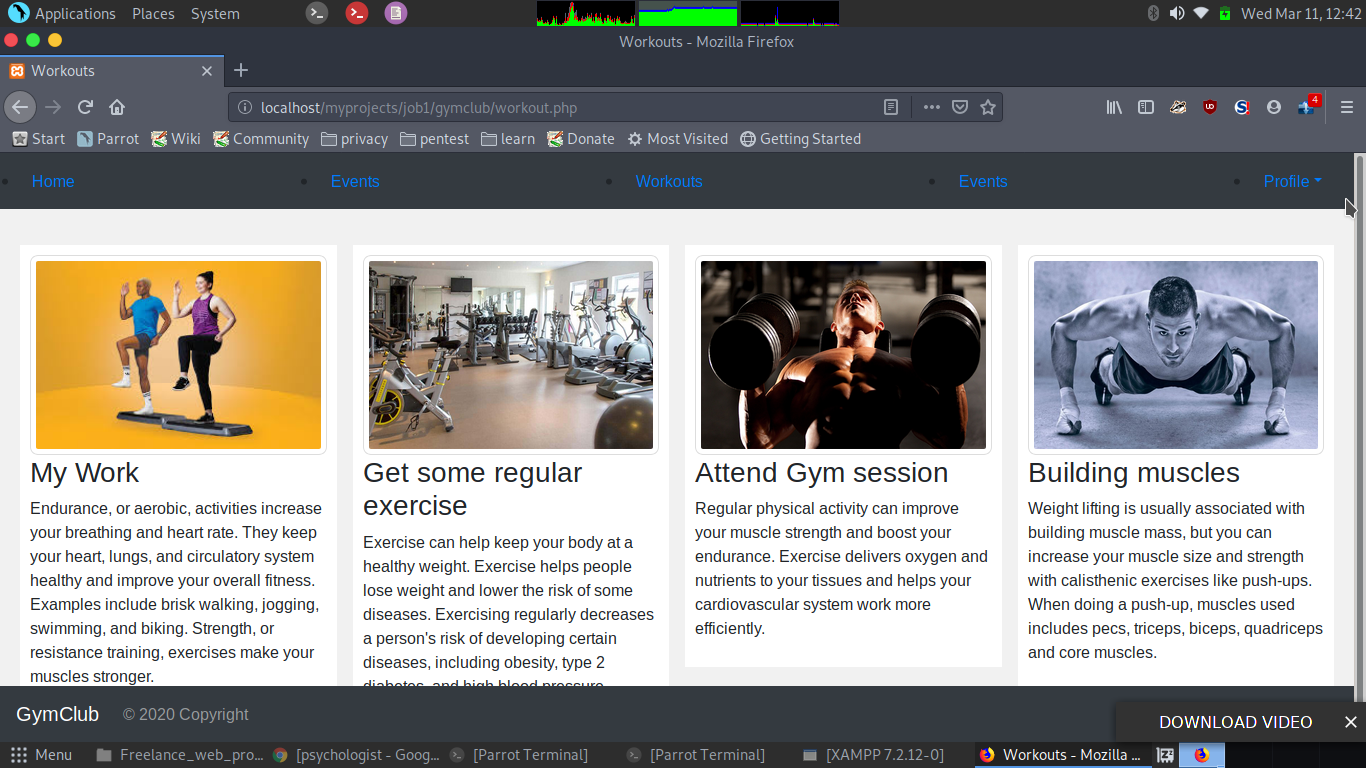 Applications Places System Wed Mar 11, 12:42
Workouts - Mozilla Firefox
Workouts
localhost/myprojects/job1/gymclub/workout.php
4
Start Parrot Wiki Community privacy pentest learn Donate Most Visited Getting Started
Home Events Workouts Events Profile
My Work
Endurance, or aerobic, activities increase
your breathing and heart rate. They keep
your heart, lungs, and circulatory system
healthy and improve your overall fitness.
Examples include brisk walking, jogging,
swimming, and biking. Strength, or
resistance training, exercises make your
muscles stronger.
Get some regular
exercise
Exercise can help keep your body at a
healthy weight. Exercise helps people
lose weight and lower the risk of some
diseases. Exercising regularly decreases
a person's risk of developing certain
diseases, including obesity, type 2
diabetes, and high blood pressure.
Attend Gym session
Regular physical activity can improve
your muscle strength and boost your
endurance. Exercise delivers oxygen and
nutrients to your tissues and helps your
cardiovascular system work more
efficiently.
Building muscles
Weight lifting is usually associated with
building muscle mass, but you can
increase your muscle size and strength
with calisthenic exercises like push-ups.
When doing a push-up, muscles used
includes pecs, triceps, biceps, quadriceps
and core muscles.
GymClub © 2020 Copyright
DOWNLOAD VIDEO
Menu Freelance_web_pro... [psychologist - Goog... [Parrot Terminal] [Parrot Terminal] [XAMPP 7.2.12-0] Workouts - Mozilla ...